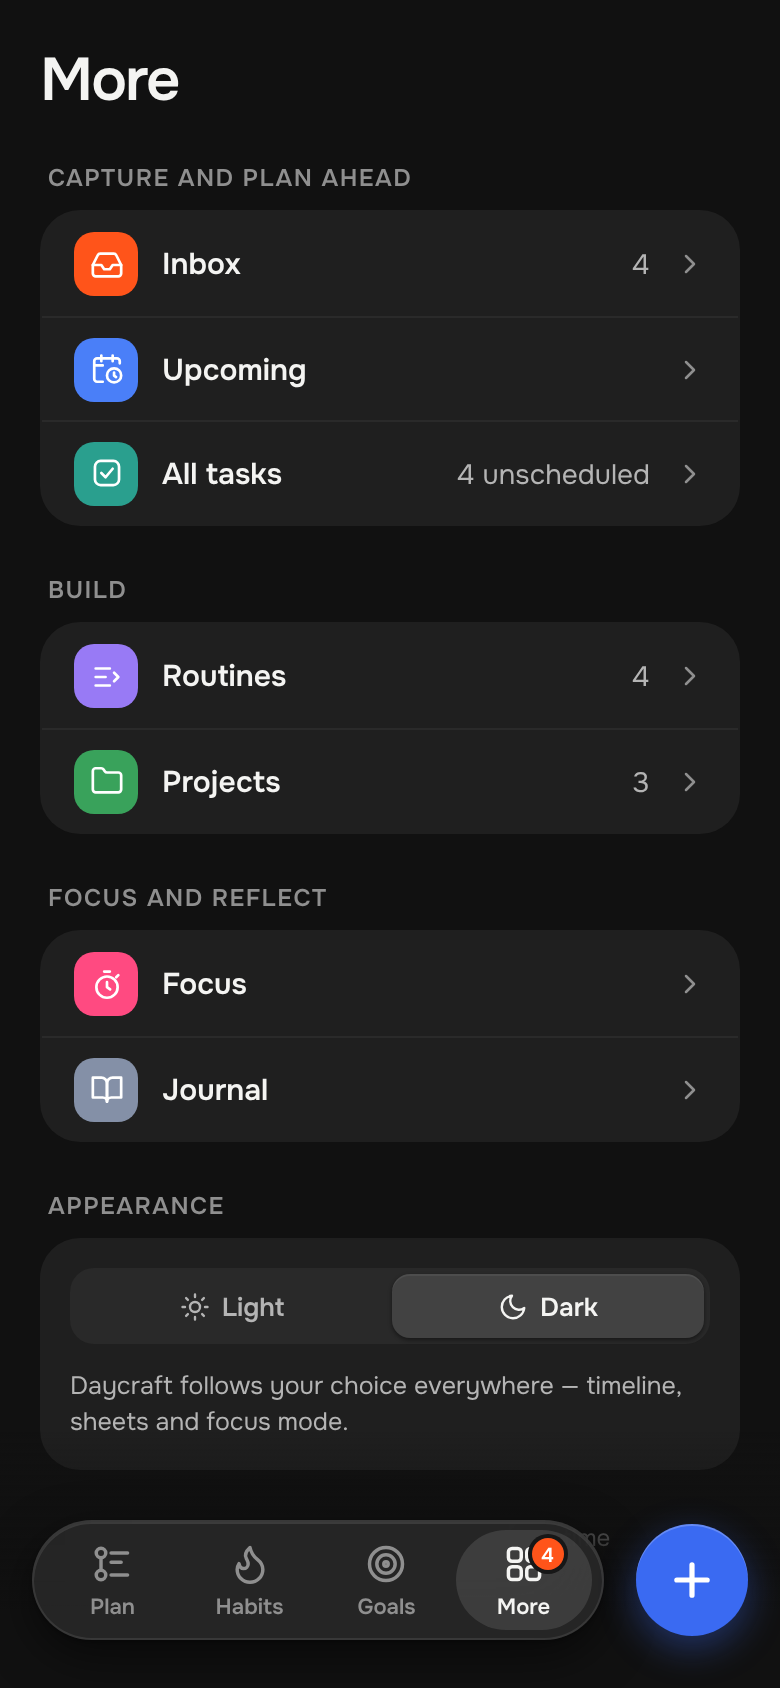 More
CAPTURE AND PLAN AHEAD
Inbox 4
Upcoming
All tasks 4 unscheduled
BUILD
Routines 4
Projects 3
FOCUS AND REFLECT
Focus
Journal
APPEARANCE
Light Dark
Daycraft follows your choice everywhere — timeline,
sheets and focus mode.
4
Plan Habits Goals More